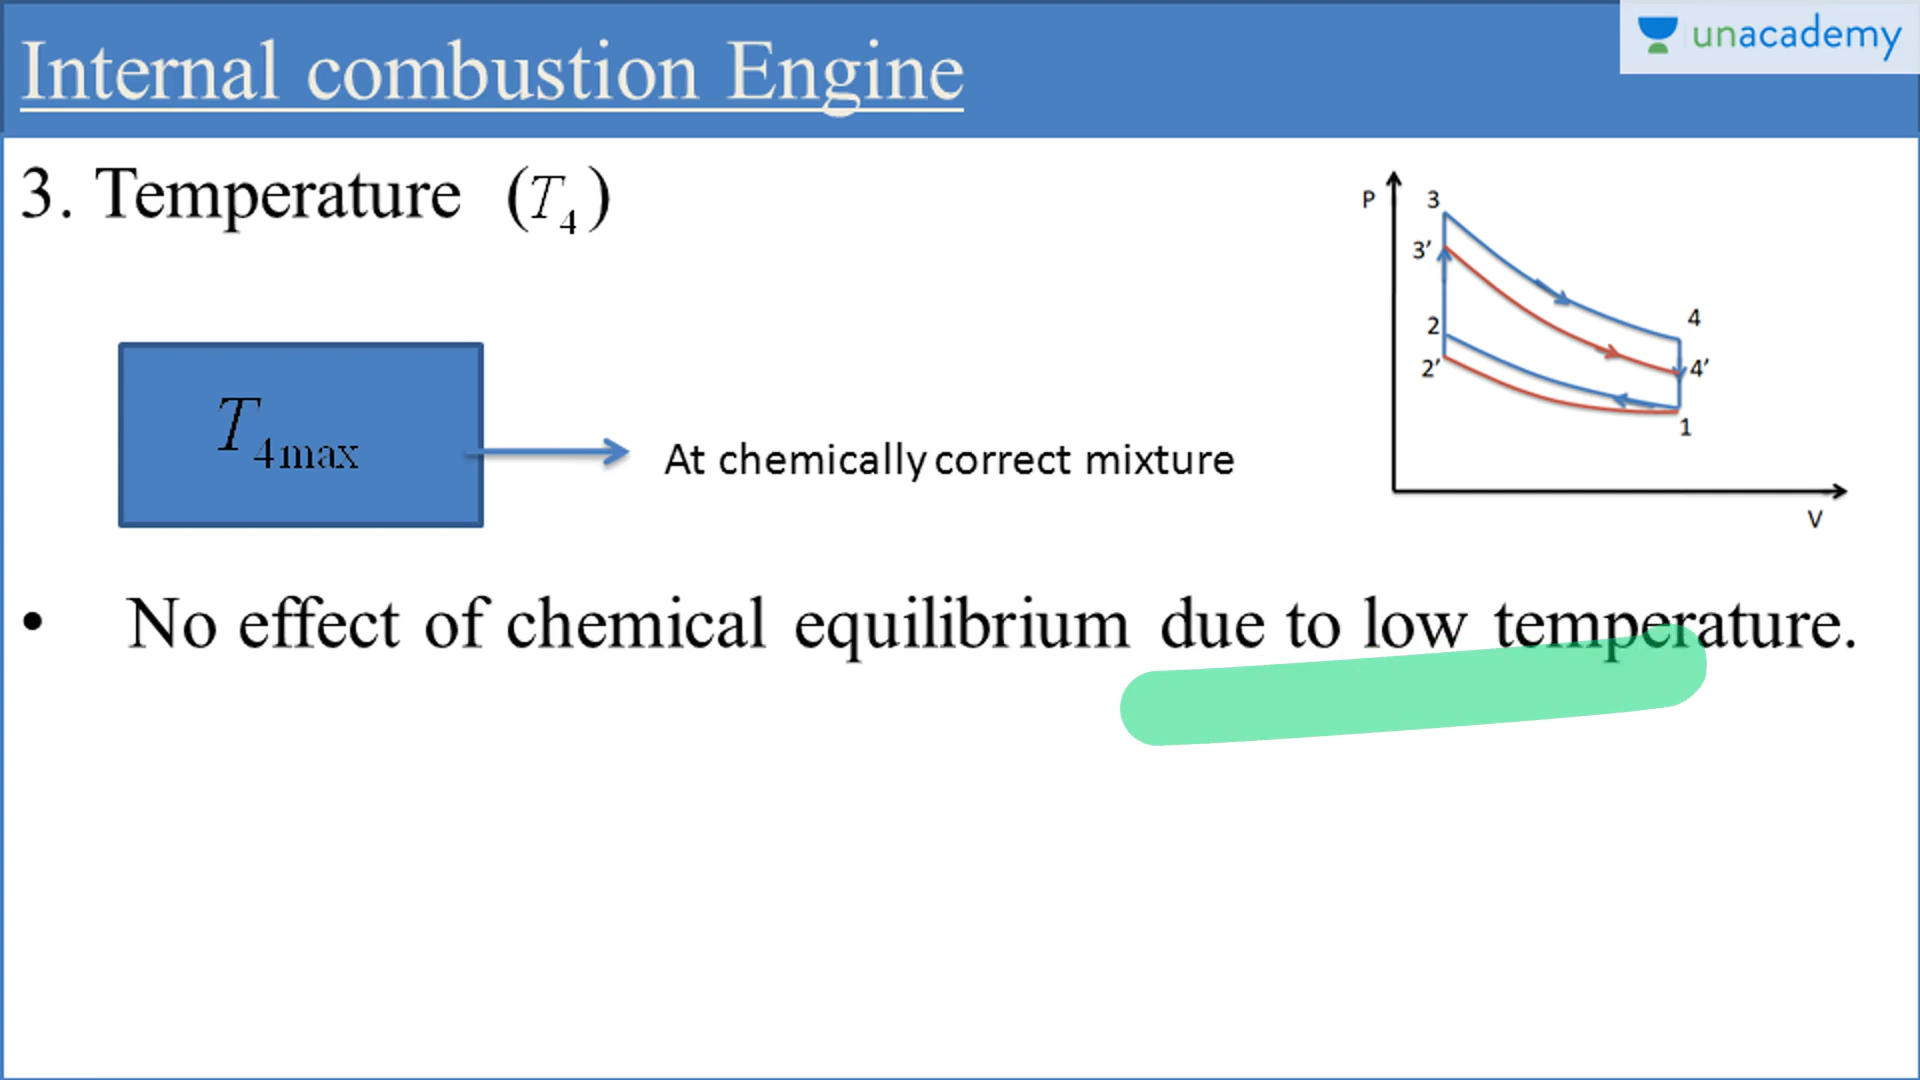 Internal combustion Engine
unacademy
3. Temperature (T₄)
P
3
3′
2
2′
4
4′
1
V
T₄max
At chemically correct mixture
• No effect of chemical equilibrium due to low temperature.